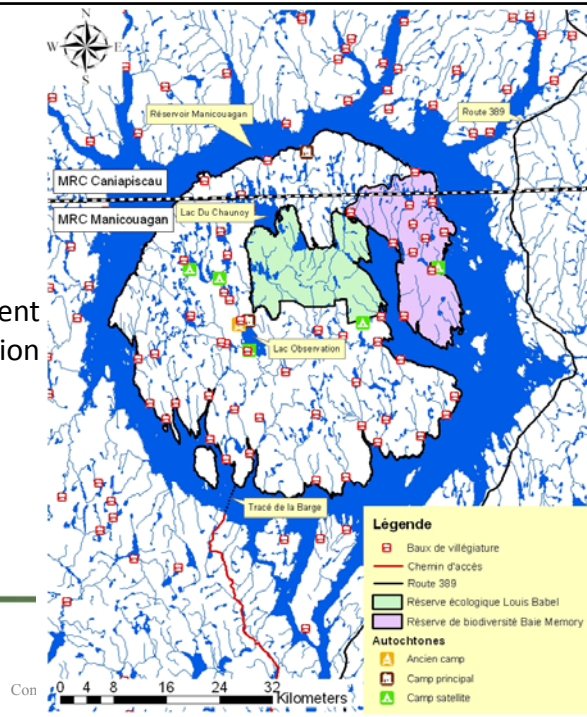 N
W E
S
Réservoir Manicouagan
Route 389
MRC Caniapiscau
MRC Manicouagan
Lac Du Chaunoy
ent
ion
Lac Observation
Tracé de la Barge
Légende
Baux de villégiature
Chemin d'accès
Route 389
Réserve écologique Louis Babel
Réserve de biodiversité Baie Memory
Autochtones
Ancien camp
Camp principal
Camp satellite
Con
0 4 8 16 24 32
Kilometers